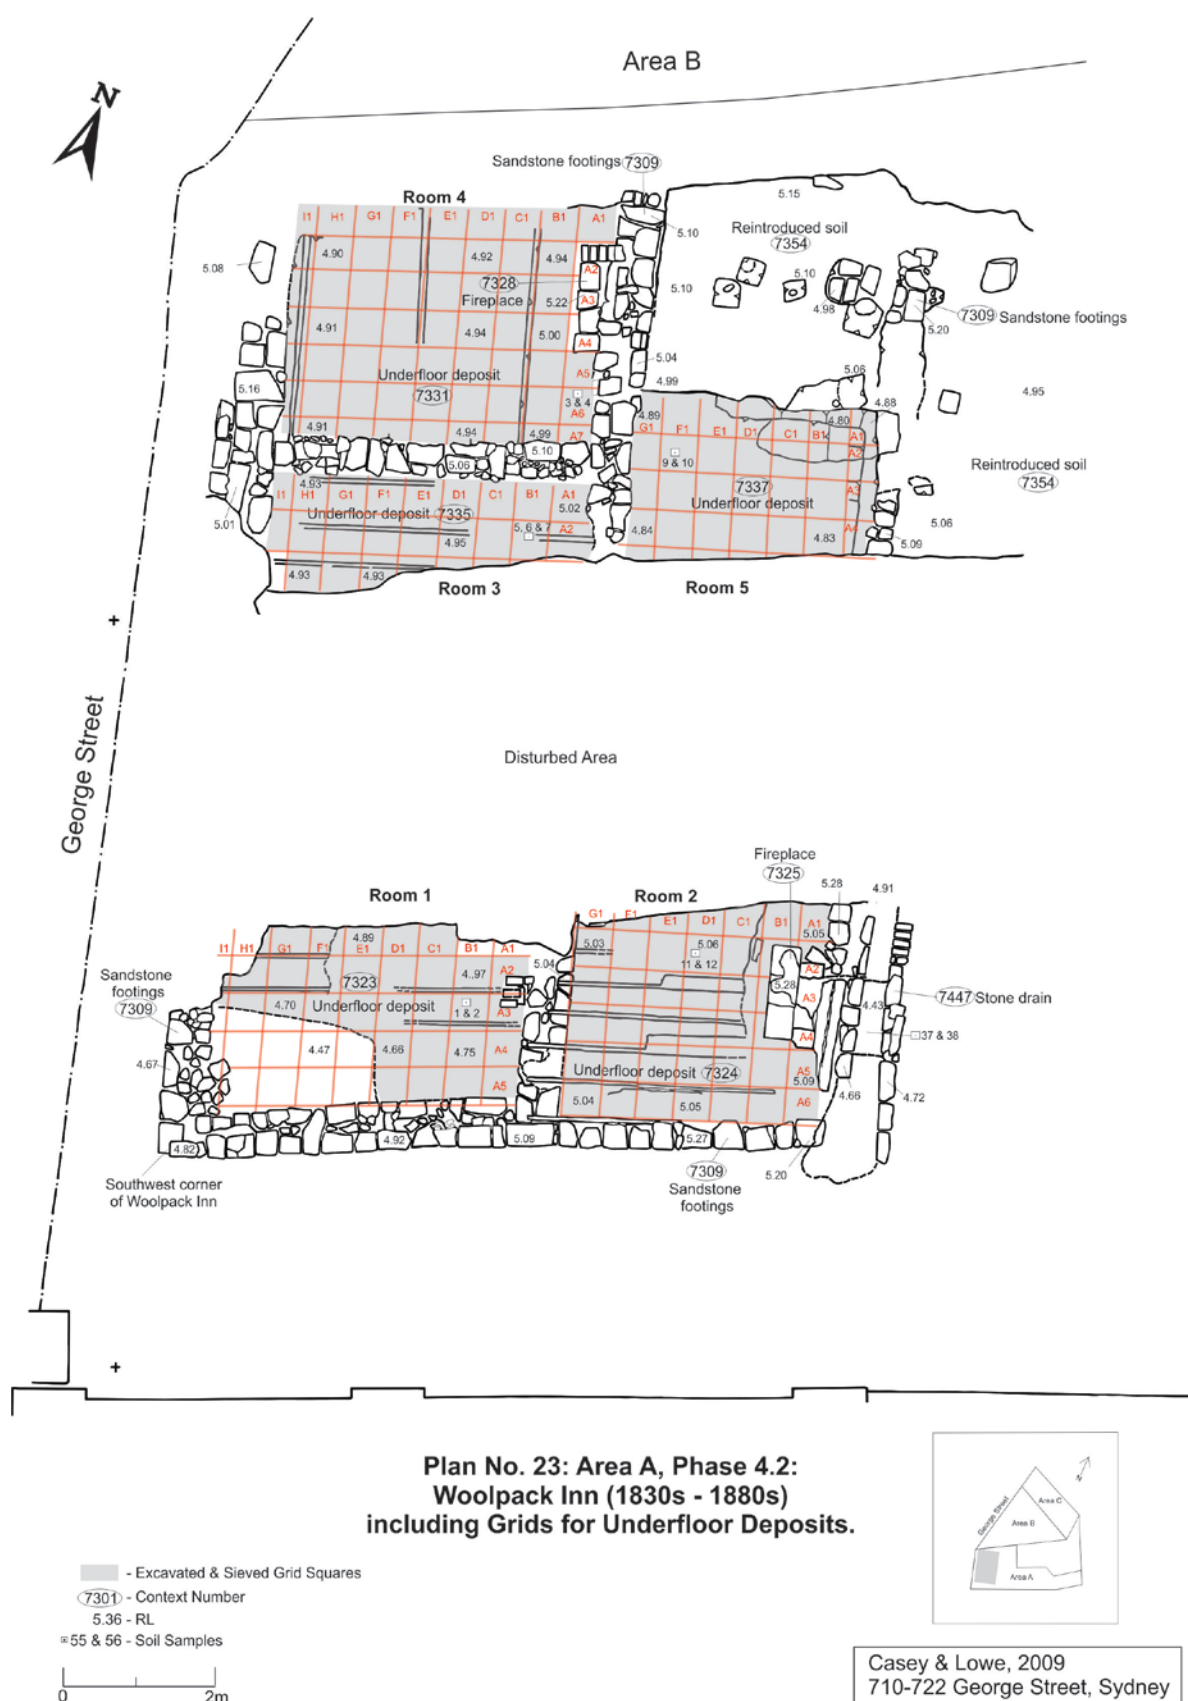 Area B
N
Sandstone footings 7309
Room 4
5.15
I1 H1 G1 F1 E1 D1 C1 B1 A1
5.10
Reintroduced soil
7354
4.90
4.92
4.94
5.08
A2
7328
Fireplace
5.22
A3
5.10
5.10
4.98
7309 Sandstone footings
5.20
4.91
4.94
5.00
A4
5.04
4.99
Underfloor deposit
7331
A5
5.06
5.16
3 & 4
A6
4.88
4.95
4.91
4.94
4.99
A7
4.89
4.80
G1 F1 E1 D1 C1 B1 A1
5.06
5.10
9 & 10
A2
Reintroduced soil
7354
4.93
I1 H1 G1 F1 E1 D1 C1 B1 A1
7337
Underfloor deposit
A3
5.01
Underfloor deposit 7335
5.02
5, 6 & 7
A2
4.84
4.83
A4
5.06
5.09
4.95
4.93
4.93
Room 3
Room 5
George Street
Disturbed Area
Fireplace
7325
Room 1
Room 2
5.28
4.91
G1 F1 E1 D1 C1 B1 A1
4.89
I1 H1 G1 F1 E1 D1 C1 B1 A1
5.03
5.06
5.05
11 & 12
Sandstone
footings
7309
7323
4..97
A2
5.04
A2
5.28
4.70
Underfloor deposit
1 & 2
A3
A3
4.43
7447 Stone drain
37 & 38
4.67
4.47
4.66
4.75
A4
A4
Underfloor deposit 7324
A5
5.09
A5
4.66
4.72
5.04
5.05
A6
4.82
4.92
5.09
5.27
5.20
Southwest corner
of Woolpack Inn
7309
Sandstone
footings
Plan No. 23: Area A, Phase 4.2:
Woolpack Inn (1830s - 1880s)
including Grids for Underfloor Deposits.
- Excavated & Sieved Grid Squares
7301 - Context Number
5.36 - RL
55 & 56 - Soil Samples
0 2m
N
George Street
Area C
Area B
Area A
Casey & Lowe, 2009
710-722 George Street, Sydney